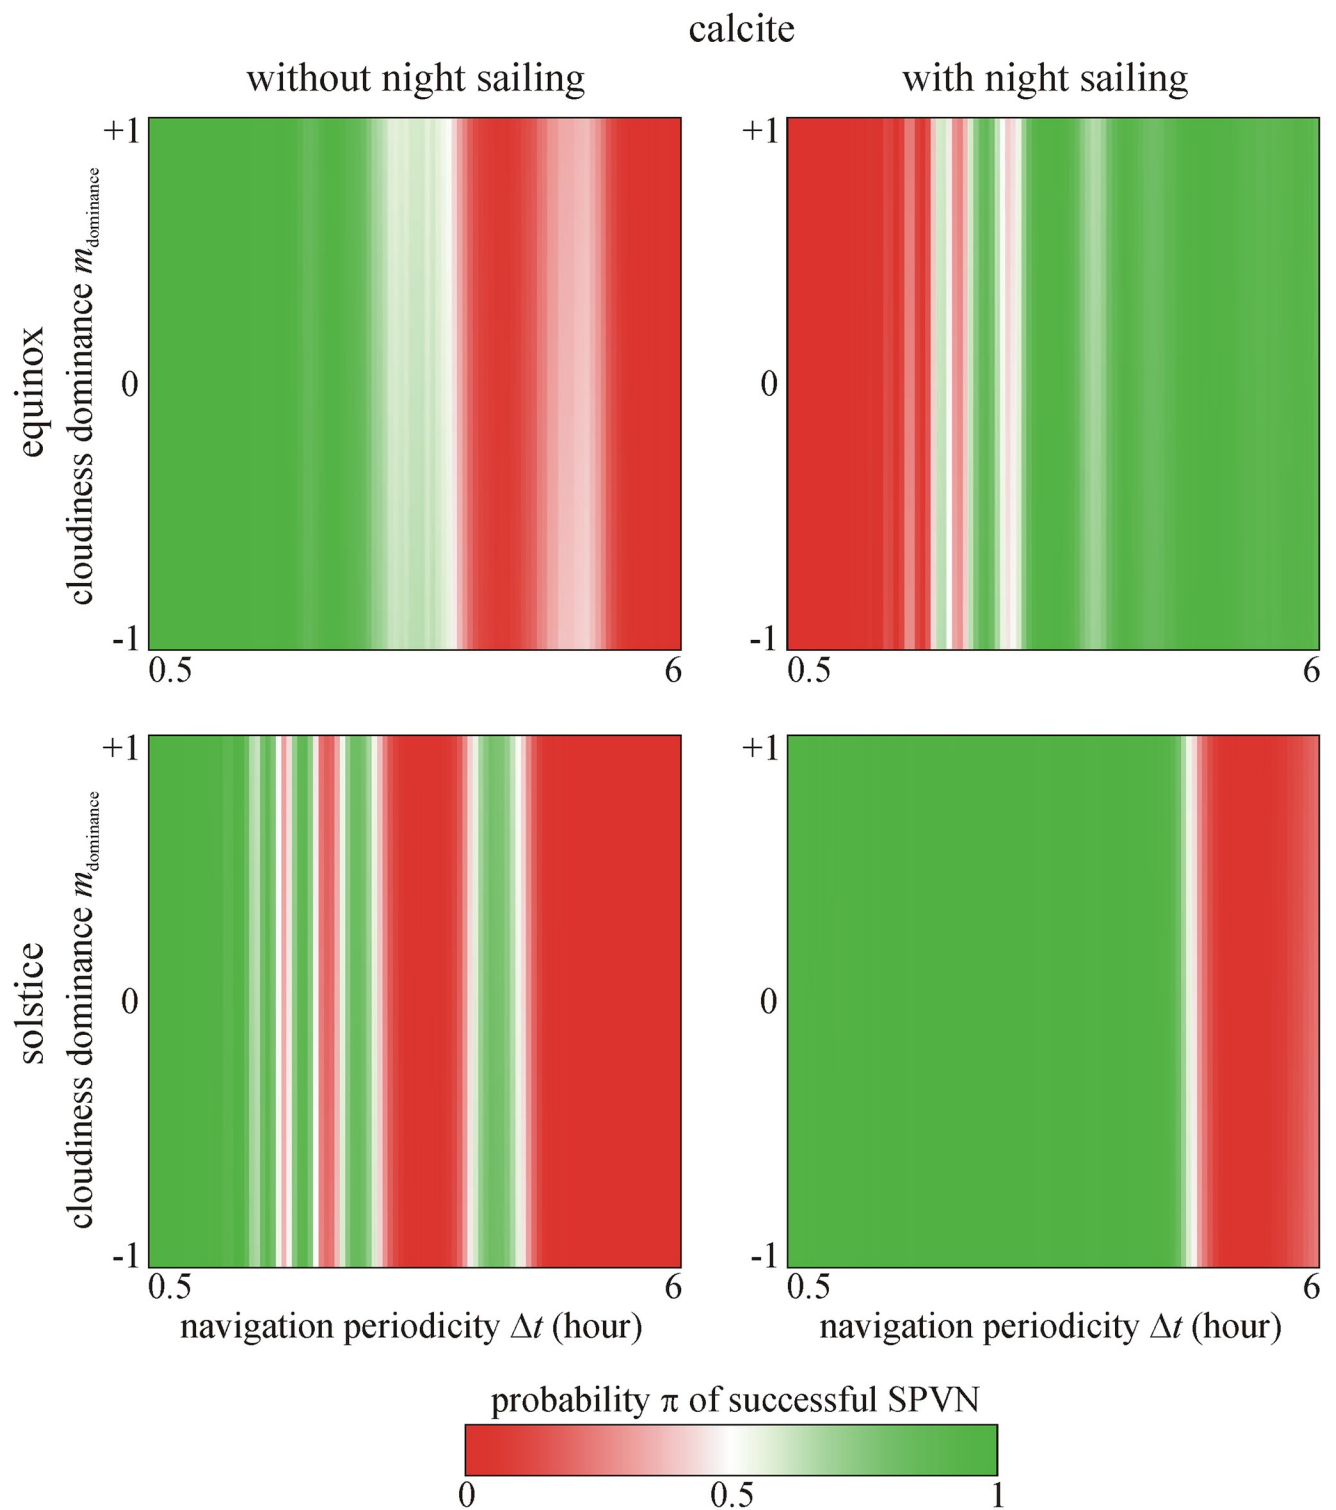 calcite
without night sailing
with night sailing
equinox
cloudiness dominance m_dominance
+1
0
-1
0.5
6
+1
0
-1
0.5
6
solstice
cloudiness dominance m_dominance
+1
0
-1
0.5
6
navigation periodicity Δt (hour)
+1
0
-1
0.5
6
navigation periodicity Δt (hour)
probability π of successful SPVN
0
0.5
1